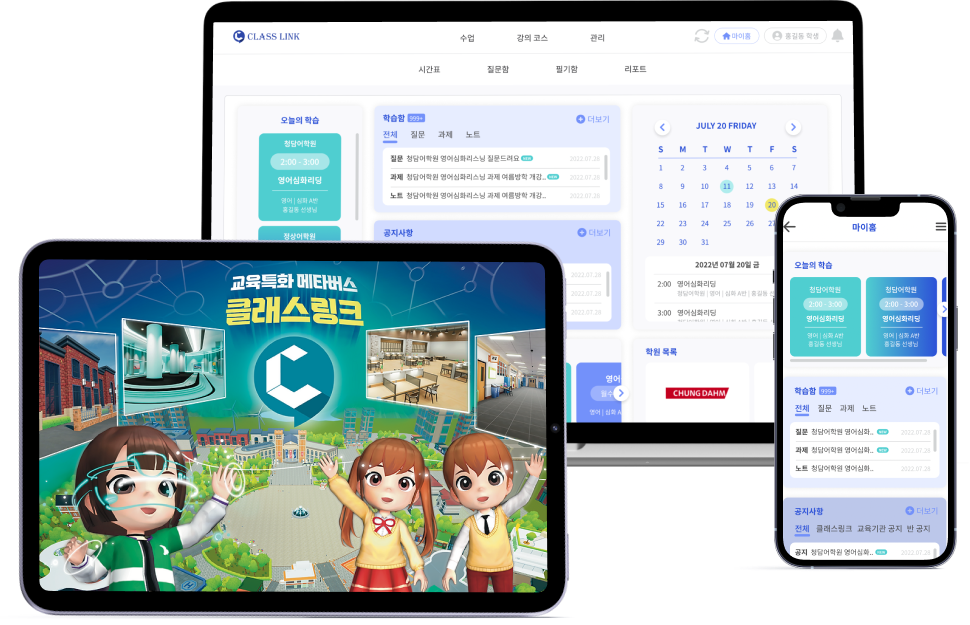 CLASS LINK
수업
강의 코스
관리
마이홈
홍길동 학생
시간표
질문함
필기함
리포트
오늘의 학습
청담어학원
2:00 - 3:00
영어심화리딩
영어 | 심화 A반
홍길동 선생님
정상어학원
학습함 999+
더보기
전체 질문 과제 노트
질문 청담어학원 영어심화리스닝 질문드려요 NEW 2022.07.28
과제 청담어학원 영어심화리스닝 과제 여름방학 개강.. NEW 2022.07.28
노트 청담어학원 영어심화리스닝 과제 여름방학 개강.. 2022.07.28
공지사항
더보기
2022.07.28
2022.07.28
2022.07.28
영어
필수
영어 | 심화 A
JULY 20 FRIDAY
S M T W T F S
1 2 3 4 5 6 7
8 9 10 11 12 13 14
15 16 17 18 19 20
22 23 24 25 26 27
29 30 31
2022년 07월 20일 금
2:00 영어심화리딩
청담어학원 | 영어 | 심화 A반 | 홍길동
3:00 영어심화리딩
학원 목록
CHUNG DAHM
교육특화 메타버스
클래스링크
마이홈
오늘의 학습
청담어학원
2:00 - 3:00
영어심화리딩
영어 | 심화 A반
홍길동 선생님
청담어학원
2:00 - 3:00
영어심화리딩
영어 | 심화 A반
홍길동 선생님
학습함 999+
더보기
전체 질문 과제 노트
질문 청담어학원 영어심화.. NEW 2022.07.28
과제 청담어학원 영어심화.. NEW 2022.07.28
노트 청담어학원 영어심화.. 2022.07.28
공지사항
더보기
전체 클래스링크 교육기관 공지 반 공지
공지 청담어학원 영어심화.. NEW 2022.07.28